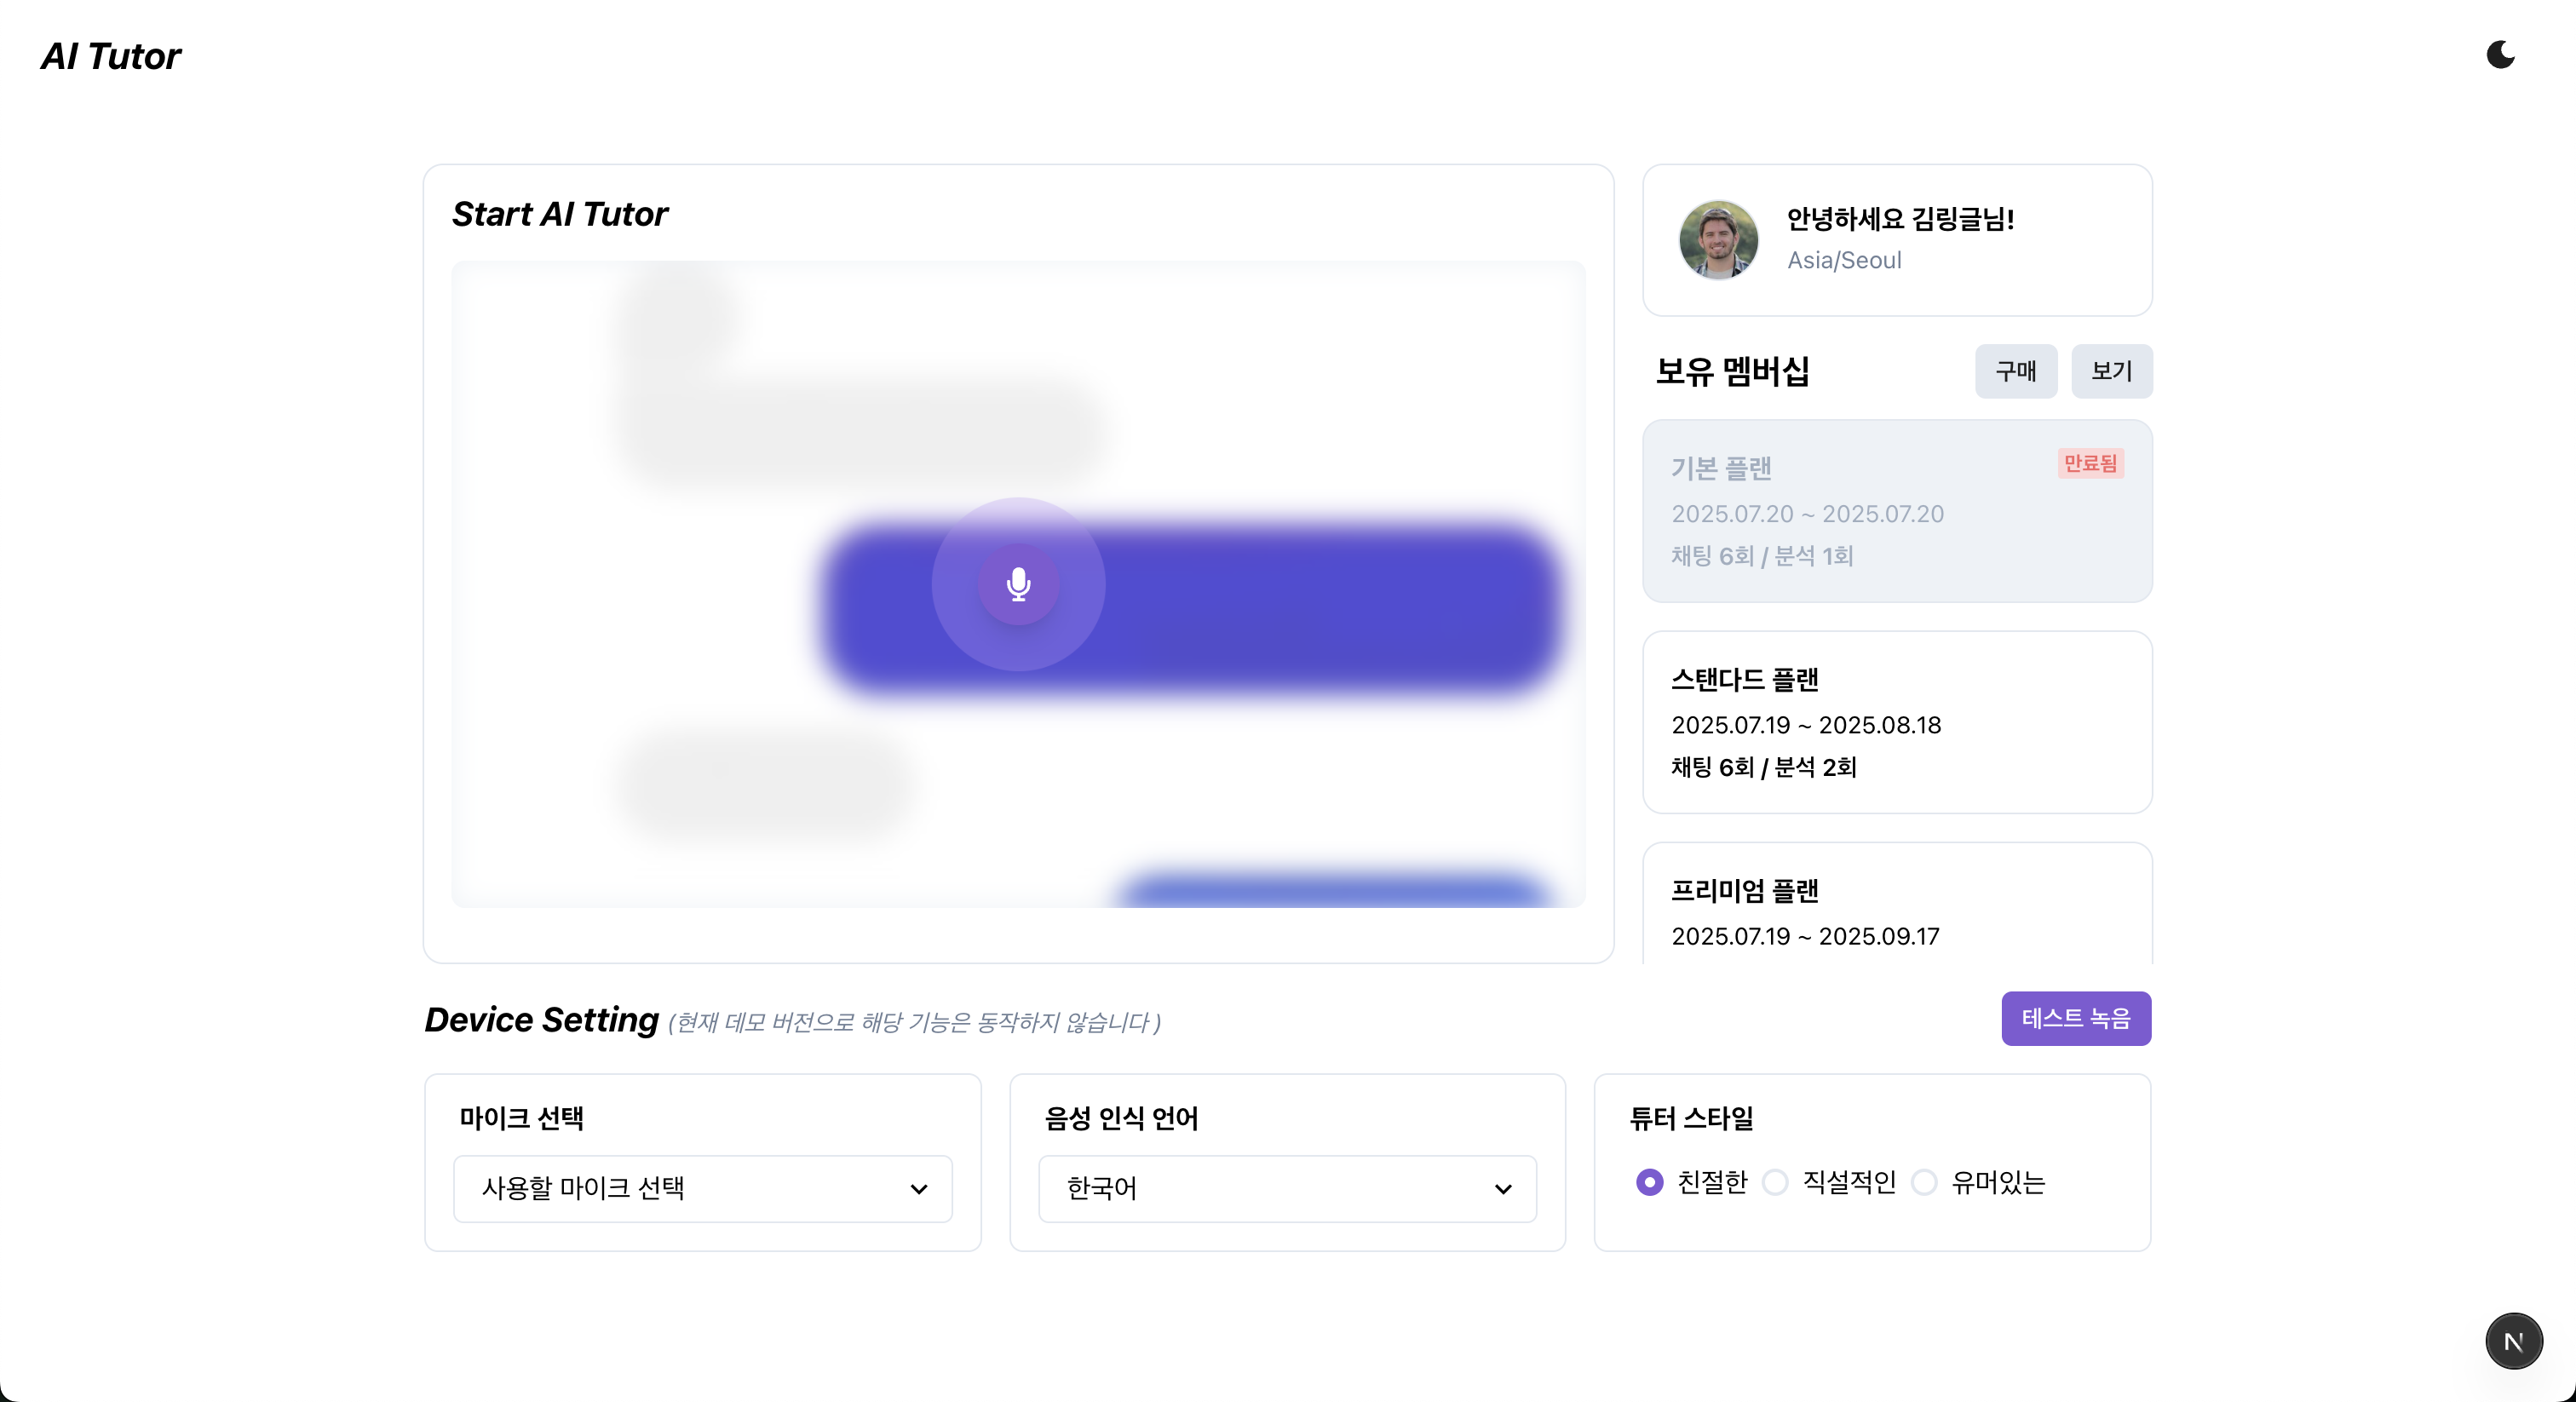 AI Tutor
Start AI Tutor
안녕하세요 김링글님!
Asia/Seoul
보유 멤버십
구매
보기
기본 플랜
만료됨
2025.07.20 ~ 2025.07.20
채팅 6회 / 분석 1회
스탠다드 플랜
2025.07.19 ~ 2025.08.18
채팅 6회 / 분석 2회
프리미엄 플랜
2025.07.19 ~ 2025.09.17
Device Setting (현재 데모 버전으로 해당 기능은 동작하지 않습니다 )
테스트 녹음
마이크 선택
사용할 마이크 선택
음성 인식 언어
한국어
튜터 스타일
친절한 직설적인 유머있는
N